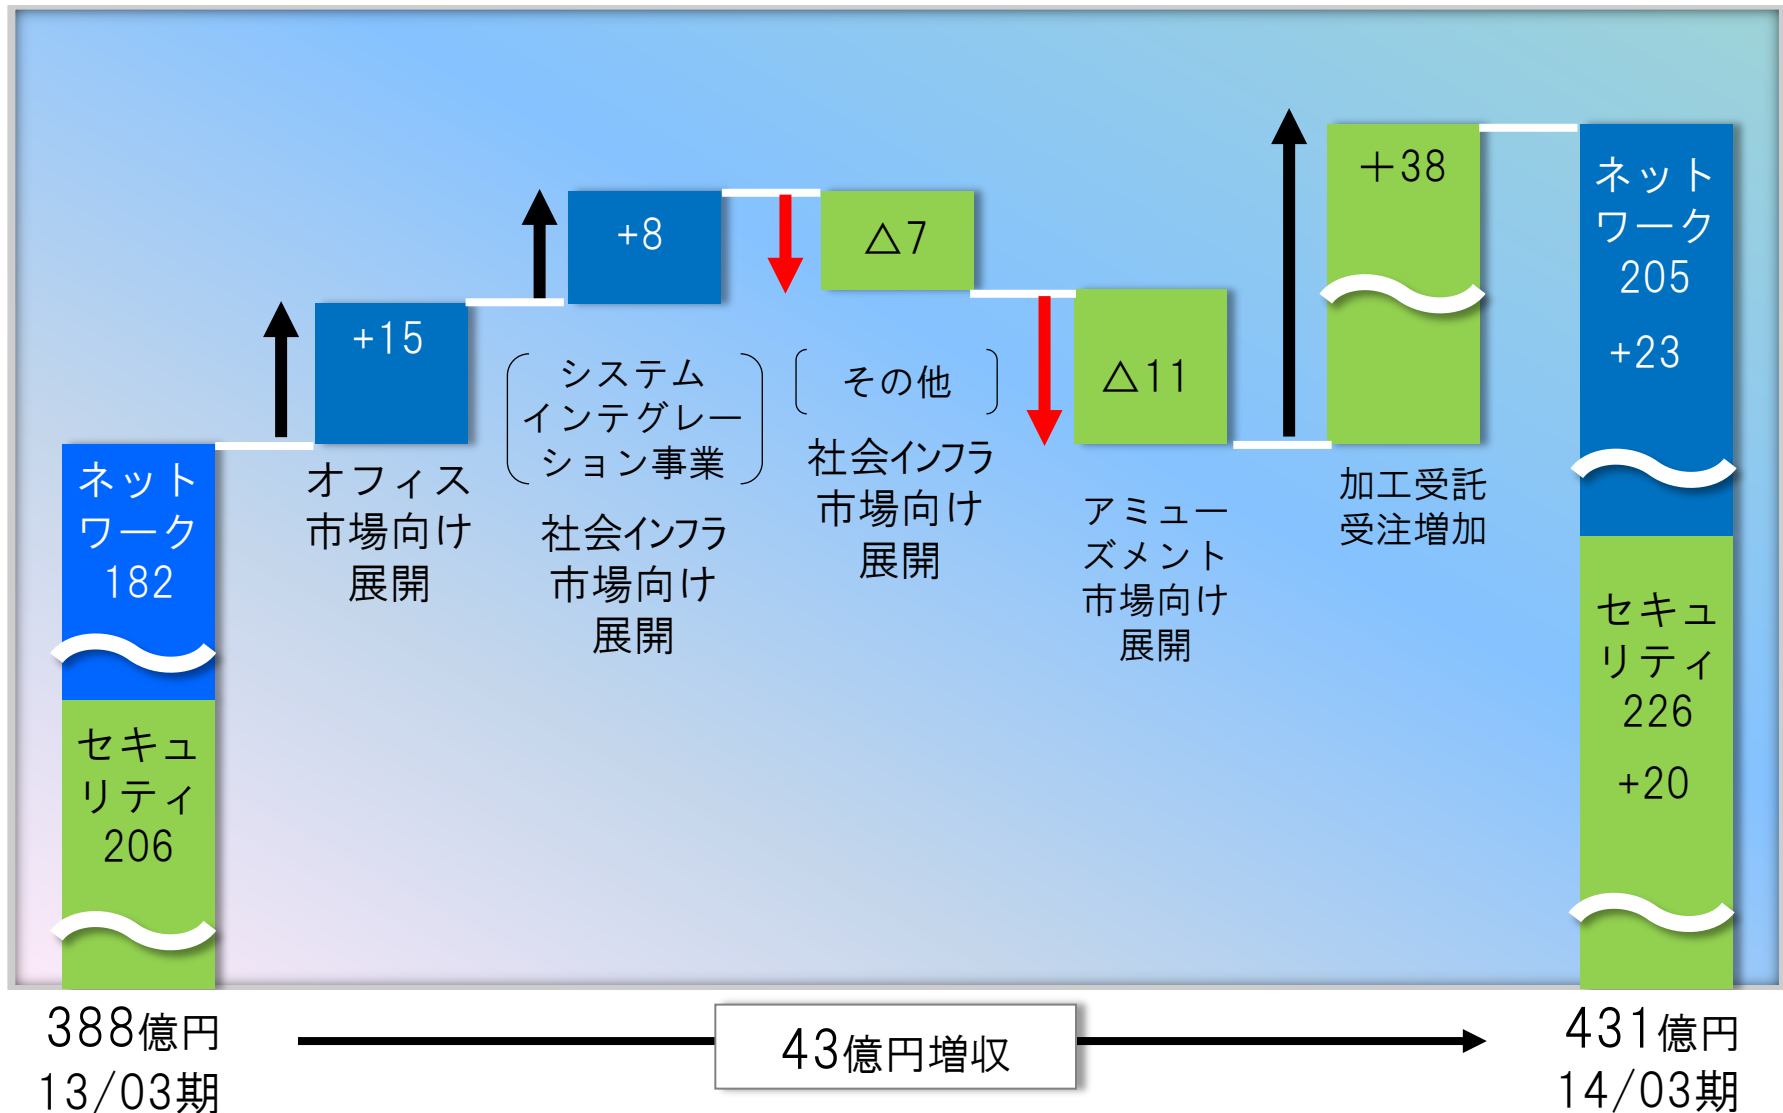 ネット
ワーク
182
セキュ
リティ
206
+15
オフィス
市場向け
展開
+8
システム
インテグレー
ション事業
社会インフラ
市場向け
展開
△7
その他
社会インフラ
市場向け
展開
△11
アミュー
ズメント
市場向け
展開
＋38
加工受託
受注増加
ネット
ワーク
205
+23
セキュ
リティ
226
+20
388億円
13/03期
43億円増収
431億円
14/03期